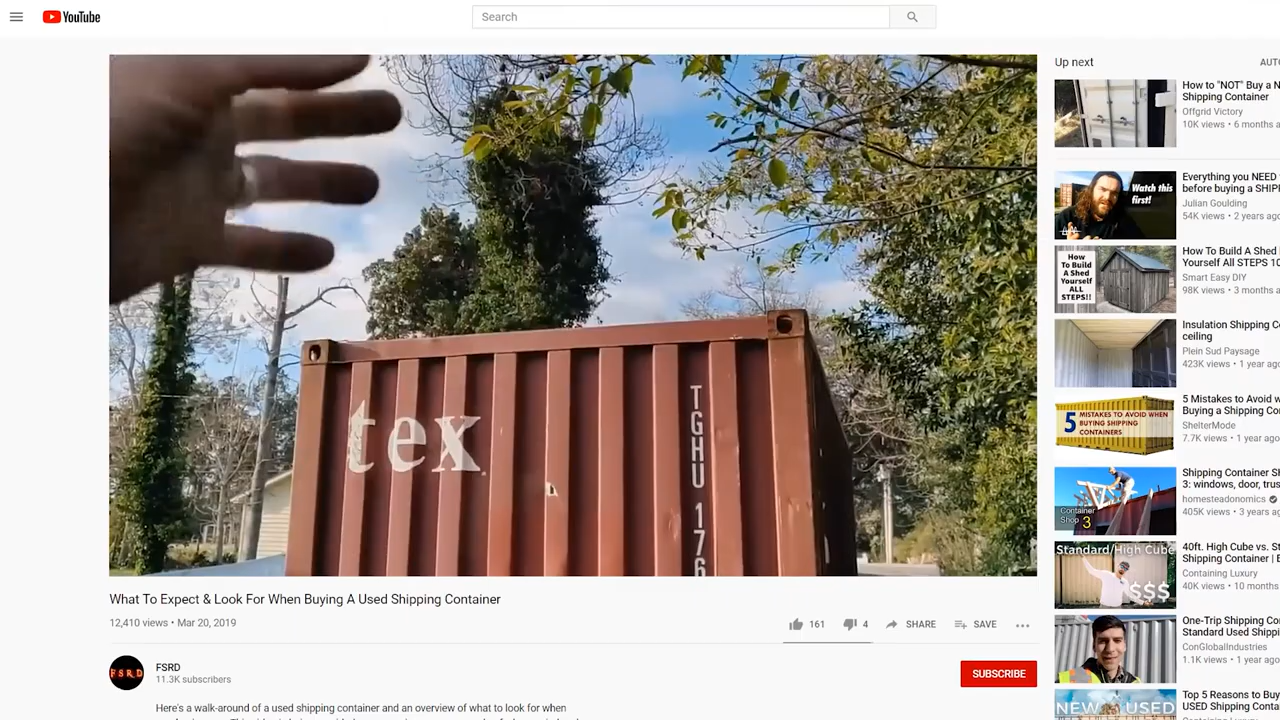 YouTube
Search
tex
TGHU 176
What To Expect & Look For When Buying A Used Shipping Container
12,410 views • Mar 20, 2019
161
4
SHARE
SAVE
FSRD
FSRD
11.3K subscribers
SUBSCRIBE
Here's a walk-around of a used shipping container and an overview of what to look for when
Up next
AUTO
How to "NOT" Buy a N
Shipping Container
Offgrid Victory
10K views • 6 months a
Watch this
first!
Everything you NEED
before buying a SHIPI
Julian Goulding
54K views • 2 years ago
How
To Build
A Shed
Yourself
ALL
STEPS!!
How To Build A Shed
Yourself All STEPS 10
Smart Easy DIY
98K views • 3 months a
Insulation Shipping Co
ceiling
Plein Sud Paysage
423K views • 1 year ago
5 MISTAKES TO AVOID WHEN
BUYING SHIPPING
CONTAINERS
5 Mistakes to Avoid w
Buying a Shipping Co
ShelterMode
7.7K views • 1 year ago
Container
Shop 3
Shipping Container S
3: windows, door, trus
homesteadonomics
405K views • 3 years ag
Standard/High Cube
$$$
40ft. High Cube vs. St
Shipping Container | E
Containing Luxury
40K views • 10 months
One-Trip Shipping Co
Standard Used Shippi
ConGlobalIndustries
1.1K views • 1 year ago
NEW USED
Top 5 Reasons to Buy
USED Shipping Conta